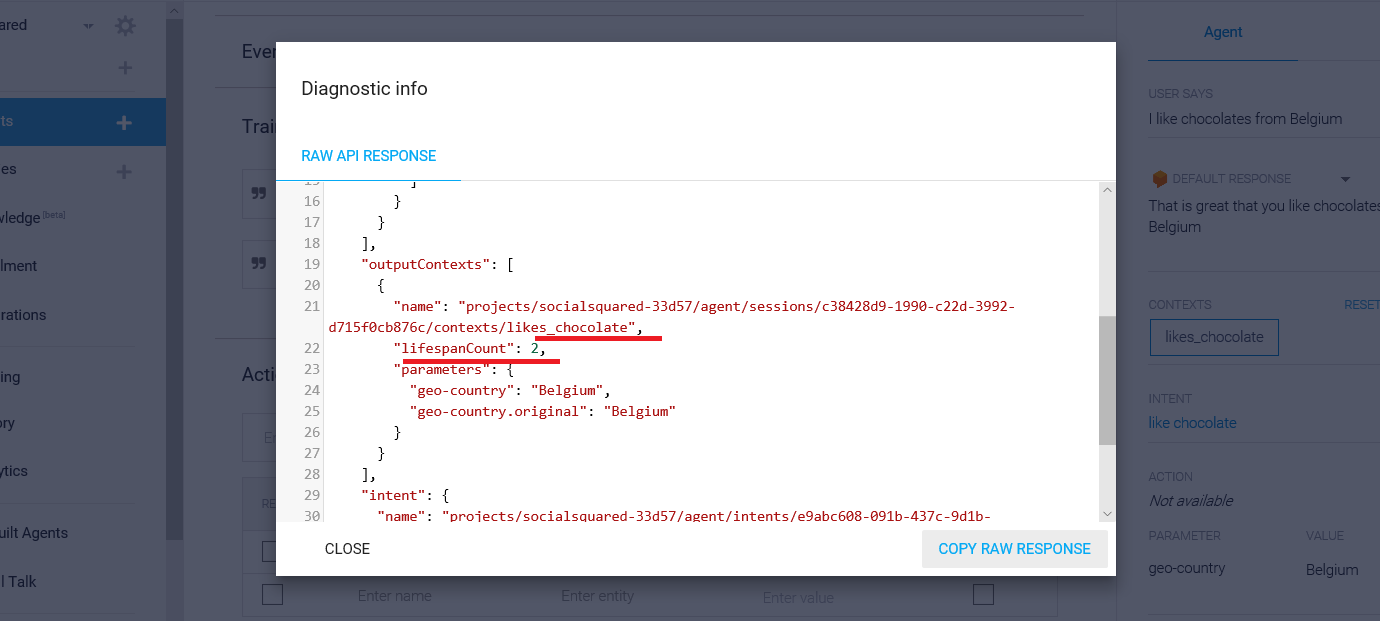 ared
ts
es
wledge [beta]
lment
rations
ing
ory
ytics
uilt Agents
l Talk
Eve
Trai
Acti
RE
Enter name
Enter entity
Enter value
Diagnostic info
RAW API RESPONSE
15 ]
16 }
17 }
18 ],
19 "outputContexts": [
20 {
21 "name": "projects/socialsquared-33d57/agent/sessions/c38428d9-1990-c22d-3992-
d715f0cb876c/contexts/likes_chocolate",
22 "lifespanCount": 2,
23 "parameters": {
24 "geo-country": "Belgium",
25 "geo-country.original": "Belgium"
26 }
27 }
28 ],
29 "intent": {
30 "name": "projects/socialsquared-33d57/agent/intents/e9abc608-091b-437c-9d1b-
CLOSE
COPY RAW RESPONSE
Agent
USER SAYS
I like chocolates from Belgium
DEFAULT RESPONSE
That is great that you like chocolates
Belgium
CONTEXTS
RESET
likes_chocolate
INTENT
like chocolate
ACTION
Not available
PARAMETER VALUE
geo-country Belgium